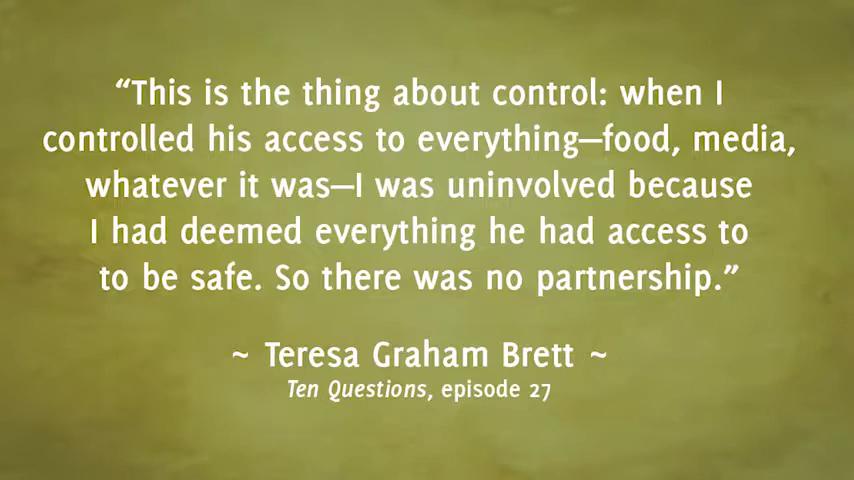 “This is the thing about control: when I
controlled his access to everything—food, media,
whatever it was—I was uninvolved because
I had deemed everything he had access to
to be safe. So there was no partnership.”
~ Teresa Graham Brett ~
Ten Questions, episode 27